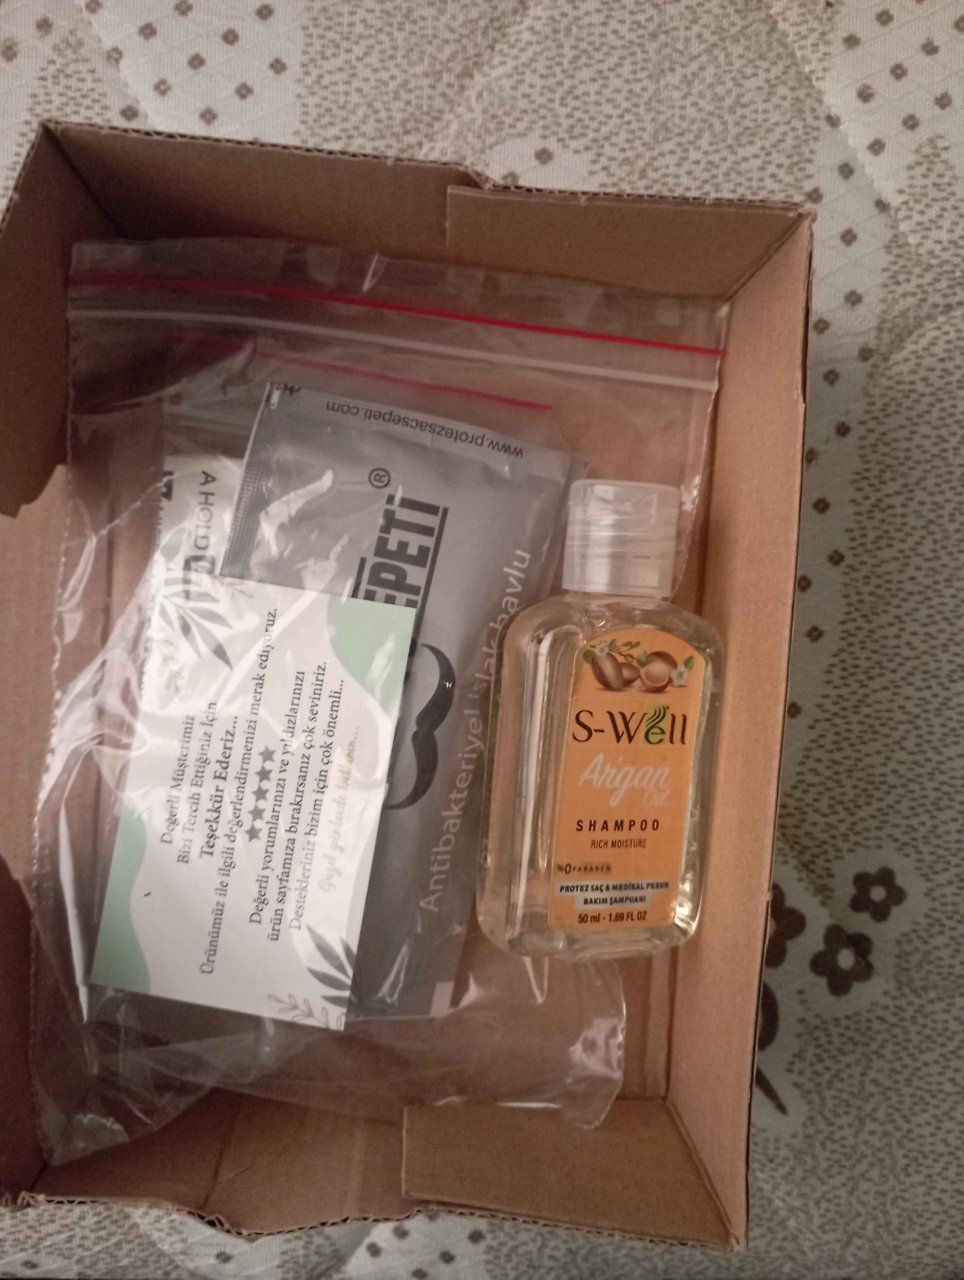 www.protezsacsepeti.com
EPETİ®
Antibakteriyel ıslak havlu
Değerli Müşterimiz
Bizi Tercih Ettiğiniz İçin
Teşekkür Ederiz...
Ürünümüz ile ilgili değerlendirmenizi merak ediyoruz.
Değerli yorumlarınızı ve yıldızlarınızı
ürün sayfamıza bırakırsanız çok seviniriz.
Destekleriniz bizim için çok önemli...
S-Well
Argan
Oil
SHAMPOO
RICH MOISTURE
%0 PARABEN
PROTEZ SAÇ & MEDİKAL PERUK
BAKIM ŞAMPUANI
50 ml - 1.69 FL OZ